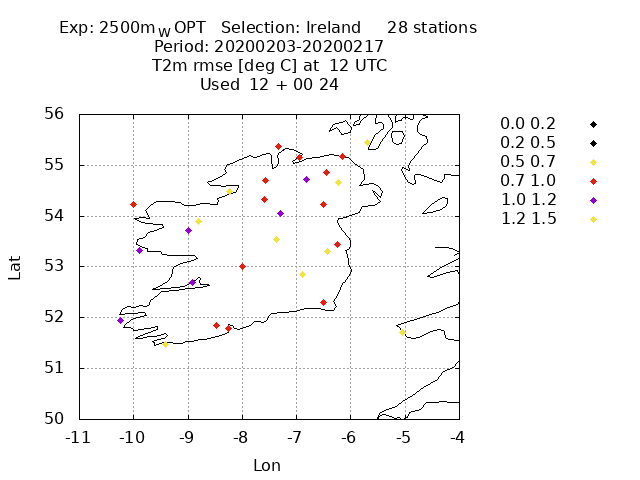 Exp: 2500m_W OPT   Selection: Ireland     28 stations
Period: 20200203-20200217
T2m rmse [deg C] at  12 UTC
Used  12 + 00 24
56
55
54
53
52
51
50
-11 -10 -9 -8 -7 -6 -5 -4
Lat
Lon
0.0 0.2
0.2 0.5
0.5 0.7
0.7 1.0
1.0 1.2
1.2 1.5